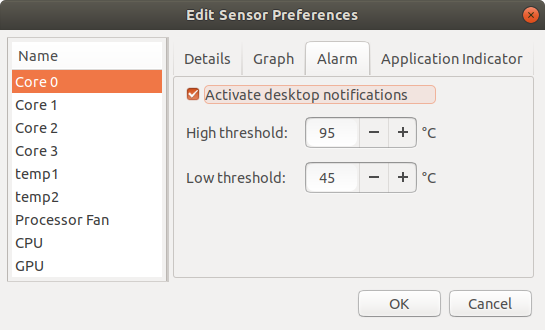 Edit Sensor Preferences
Name
Core 0
Core 1
Core 2
Core 3
temp1
temp2
Processor Fan
CPU
GPU
Details Graph Alarm Application Indicator
Activate desktop notifications
High threshold: 95 − + °C
Low threshold: 45 − + °C
OK Cancel